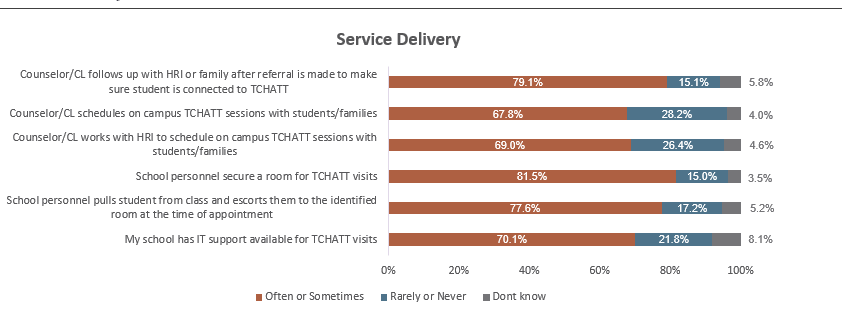 Service Delivery
Counselor/CL follows up with HRI or family after referral is made to make
sure student is connected to TCHATT
79.1% 15.1% 5.8%
Counselor/CL schedules on campus TCHATT sessions with students/families
67.8% 28.2% 4.0%
Counselor/CL works with HRI to schedule on campus TCHATT sessions with
students/families
69.0% 26.4% 4.6%
School personnel secure a room for TCHATT visits
81.5% 15.0% 3.5%
School personnel pulls student from class and escorts them to the identified
room at the time of appointment
77.6% 17.2% 5.2%
My school has IT support available for TCHATT visits
70.1% 21.8% 8.1%
0% 20% 40% 60% 80% 100%
Often or Sometimes Rarely or Never Dont know